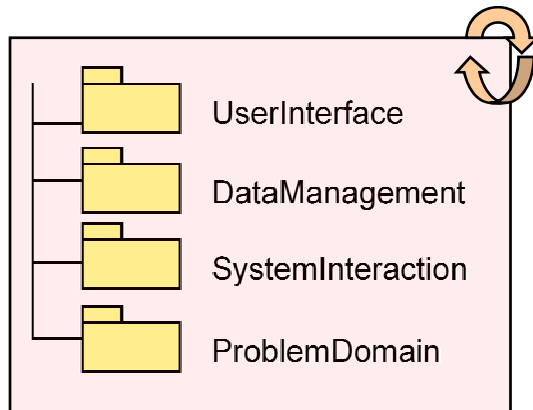 UserInterface
DataManagement
SystemInteraction
ProblemDomain